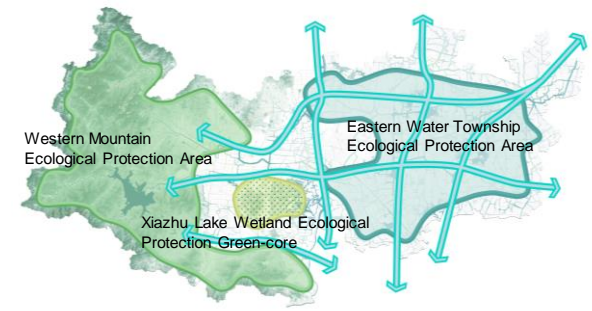 Western Mountain
Ecological Protection Area
Eastern Water Township
Ecological Protection Area
Xiazhu Lake Wetland Ecological
Protection Green-core